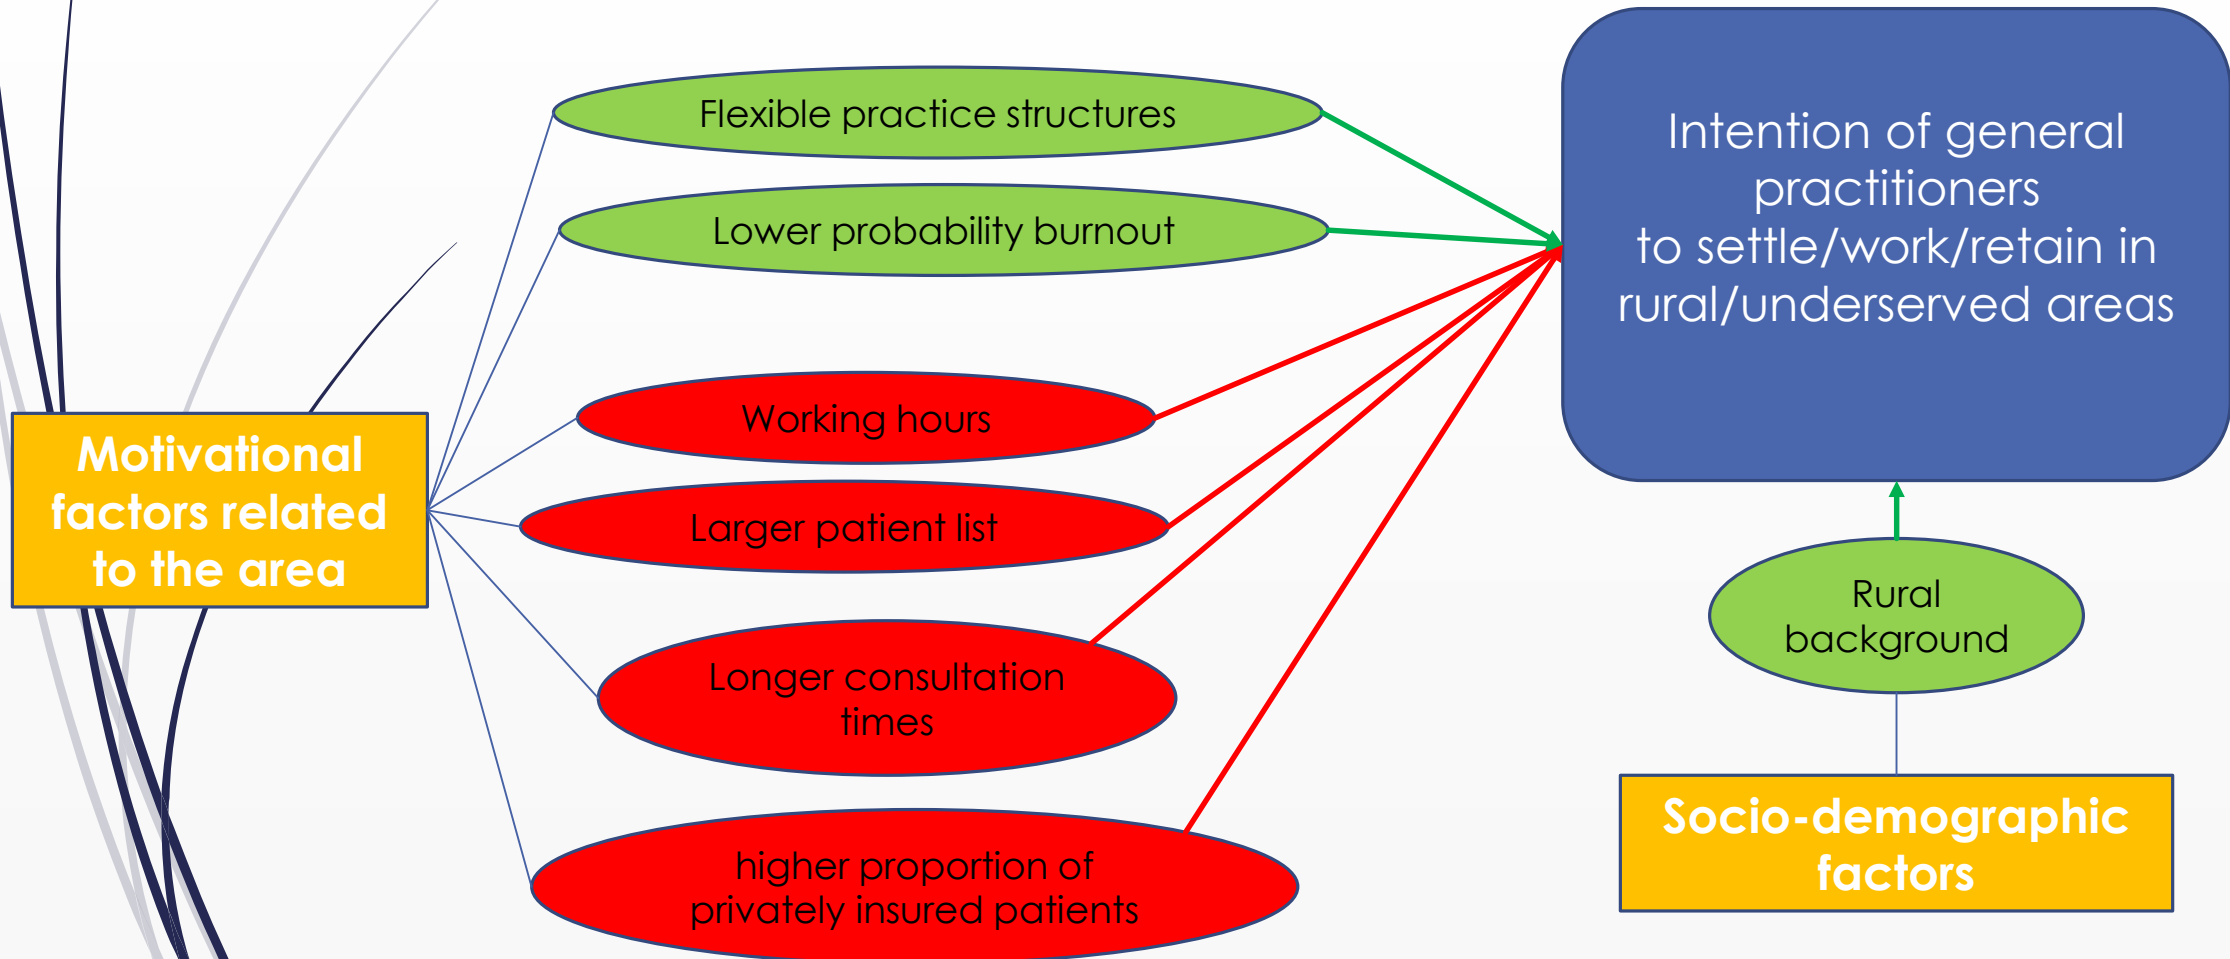 Flexible practice structures
Lower probability burnout
Working hours
Larger patient list
Longer consultation
times
higher proportion of
privately insured patients
Motivational
factors related
to the area
Intention of general
practitioners
to settle/work/retain in
rural/underserved areas
Rural
background
Socio-demographic
factors